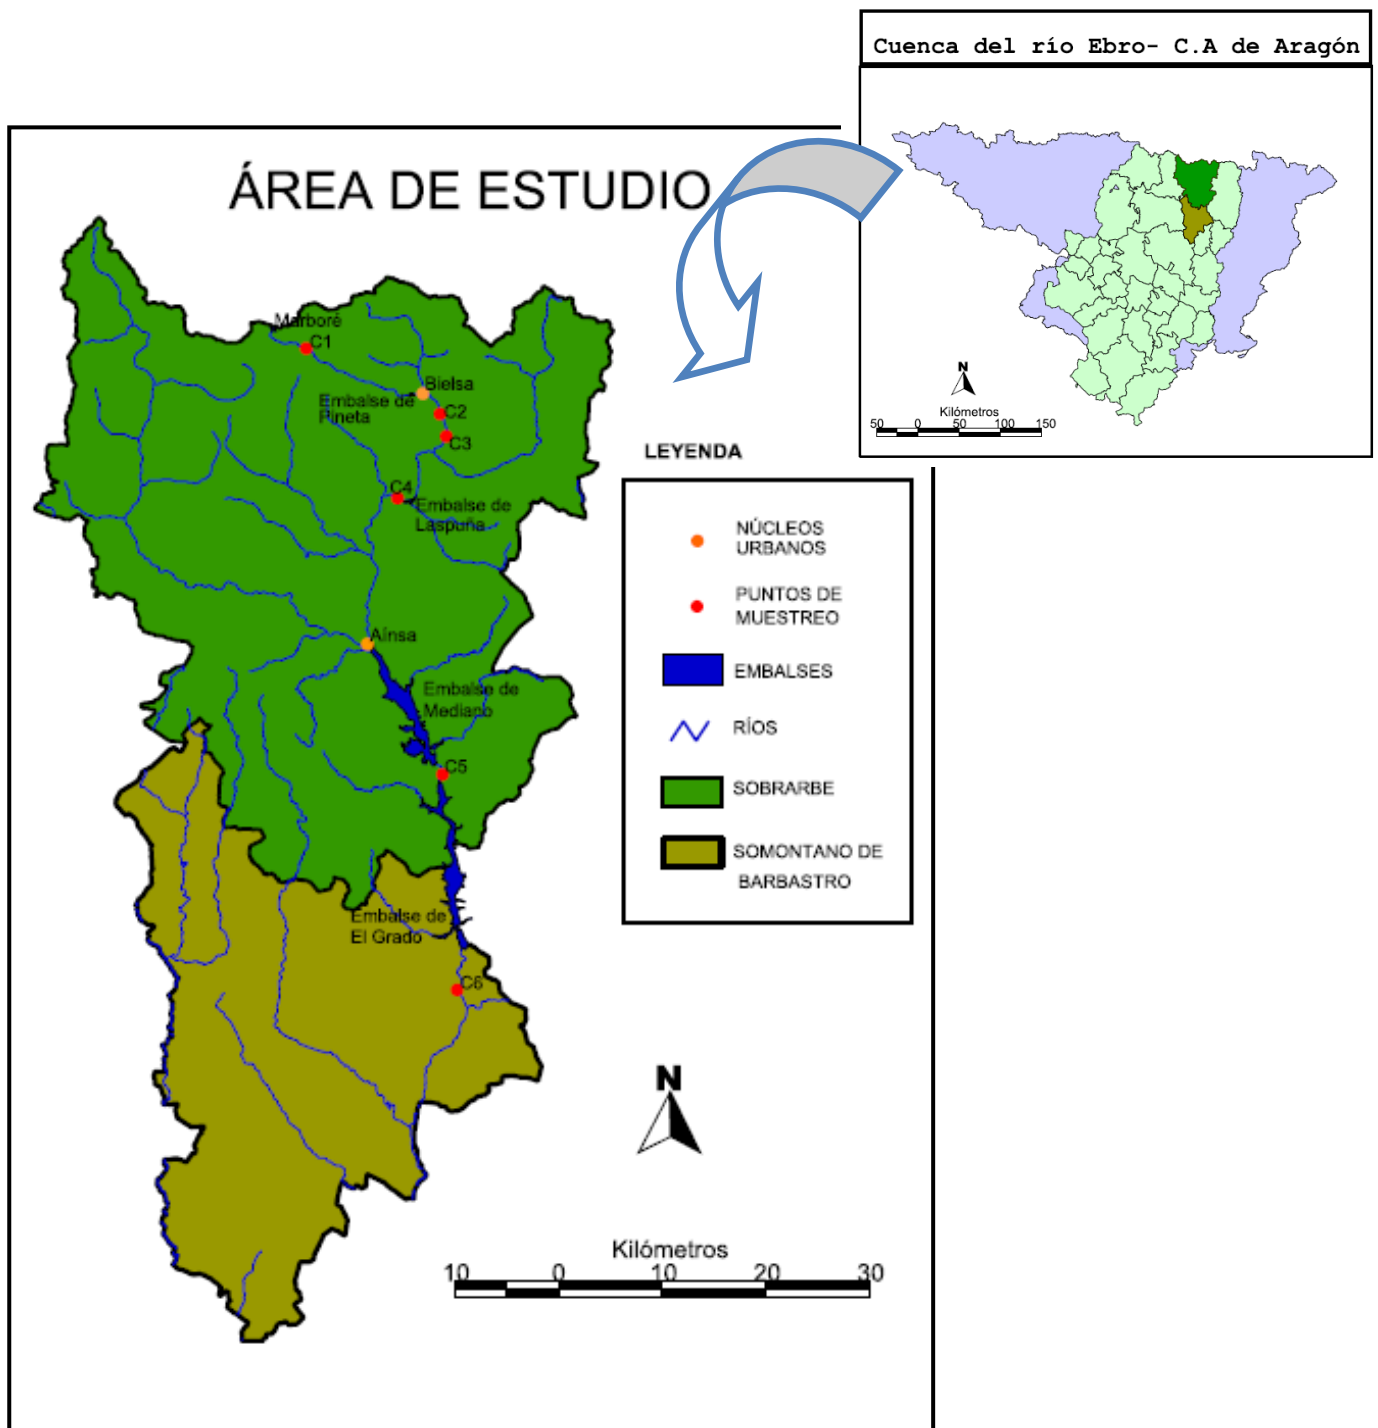 Cuenca del río Ebro- C.A de Aragón
N
Kilómetros
50 0 50 100 150
ÁREA DE ESTUDIO
Marboré
C1
Bielsa
Embalse de
Pineta
C2
C3
C4
Embalse de
Laspuña
Aínsa
Embalse de
Mediano
C5
Embalse de
El Grado
C6
LEYENDA
NÚCLEOS
URBANOS
PUNTOS DE
MUESTREO
EMBALSES
RÍOS
SOBRARBE
SOMONTANO DE
BARBASTRO
N
Kilómetros
10 0 10 20 30